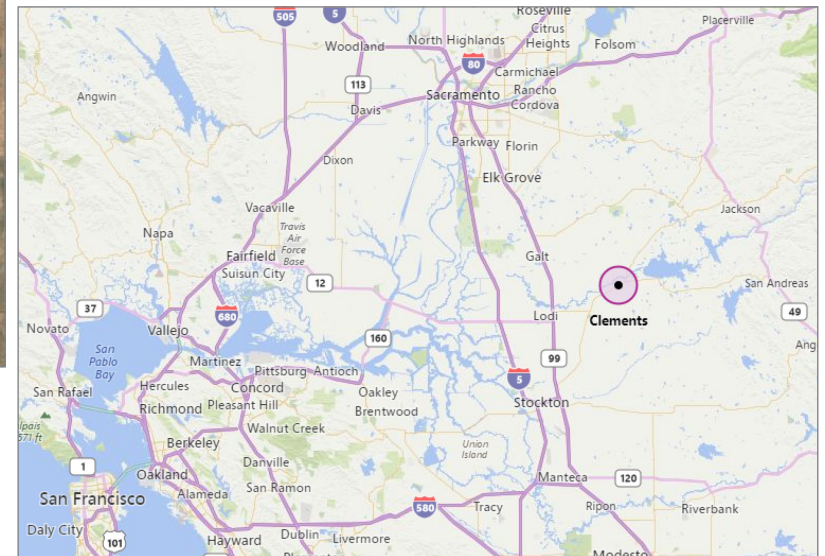 505
5
Roseville
Woodland
North Highlands
Citrus
Heights
Folsom
Placerville
80
Carmichael
113
Angwin
Sacramento
Rancho
Cordova
Davis
Parkway
Florin
Dixon
Elk Grove
Vacaville
Jackson
Napa
Travis
Air
Force
Base
Fairfield
Suisun City
Galt
12
San Andreas
37
680
Lodi
Clements
49
Novato
Vallejo
160
Ang
San
Pablo
Bay
Martinez
Pittsburg
Antioch
99
5
San Rafael
Hercules
Concord
Oakley
Richmond
Pleasant Hill
Brentwood
Stockton
lpais
571 ft
Walnut Creek
Berkeley
Union
Island
Danville
1
Oakland
Manteca
120
San Francisco
Alameda
San Ramon
580
Tracy
Ripon
Riverbank
Daly City
101
Hayward
Dublin
Livermore
Modesto